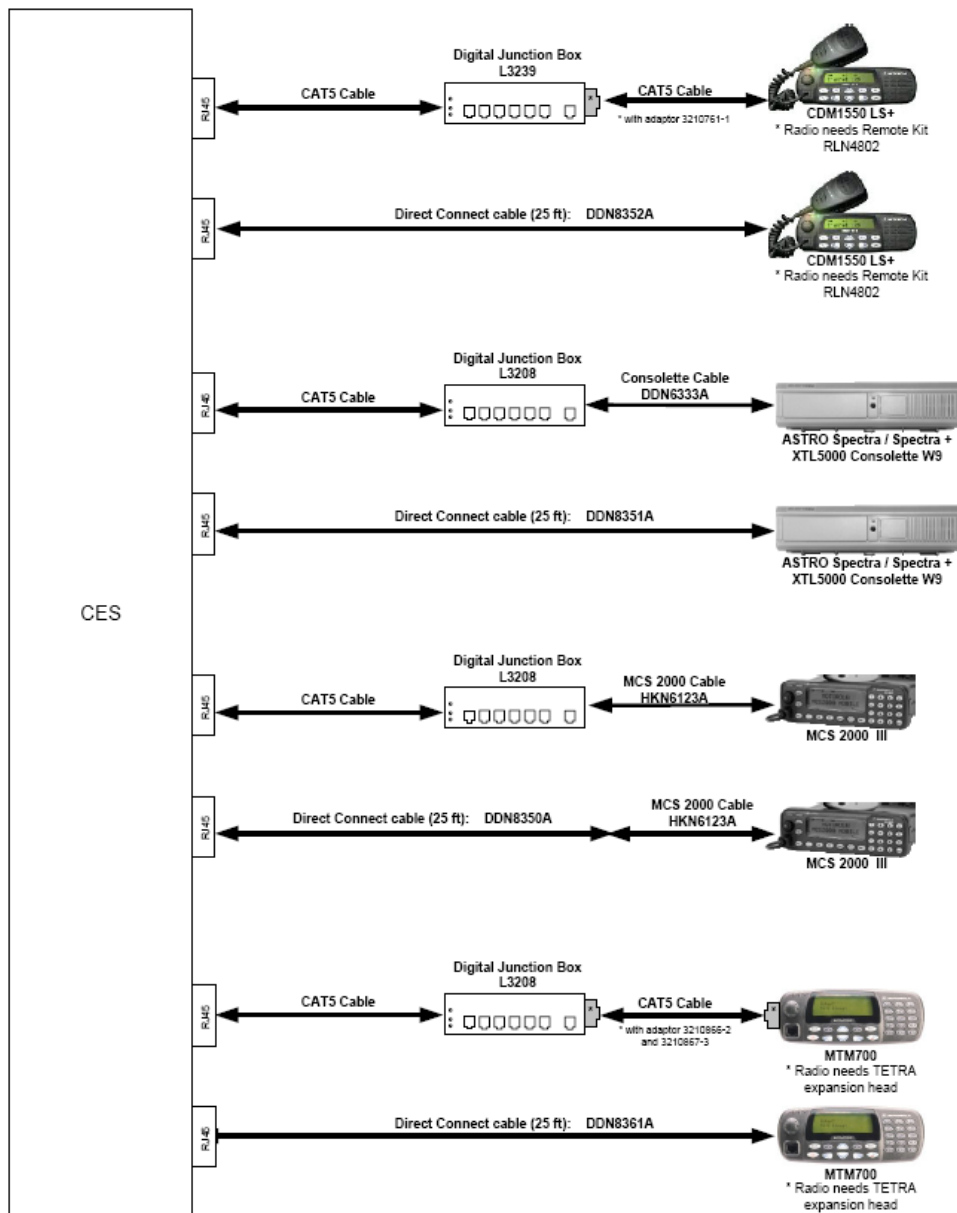 Digital Junction Box
L3239
RJ45
CAT5 Cable
CAT5 Cable
* with adaptor 3210761-1
*
CDM1550 LS+
* Radio needs Remote Kit
RLN4802
RJ45
Direct Connect cable (25 ft): DDN8352A
CDM1550 LS+
* Radio needs Remote Kit
RLN4802
Digital Junction Box
L3208
RJ45
CAT5 Cable
Consolette Cable
DDN6333A
ASTRO Spectra / Spectra +
XTL5000 Consolette W9
RJ45
Direct Connect cable (25 ft): DDN8351A
ASTRO Spectra / Spectra +
XTL5000 Consolette W9
CES
Digital Junction Box
L3208
RJ45
CAT5 Cable
MCS 2000 Cable
HKN6123A
MCS 2000 III
RJ45
Direct Connect cable (25 ft): DDN8350A
MCS 2000 Cable
HKN6123A
MCS 2000 III
Digital Junction Box
L3208
RJ45
CAT5 Cable
*
CAT5 Cable
* with adaptor 3210866-2
and 3210867-3
*
MTM700
* Radio needs TETRA
expansion head
RJ45
Direct Connect cable (25 ft): DDN8361A
MTM700
* Radio needs TETRA
expansion head